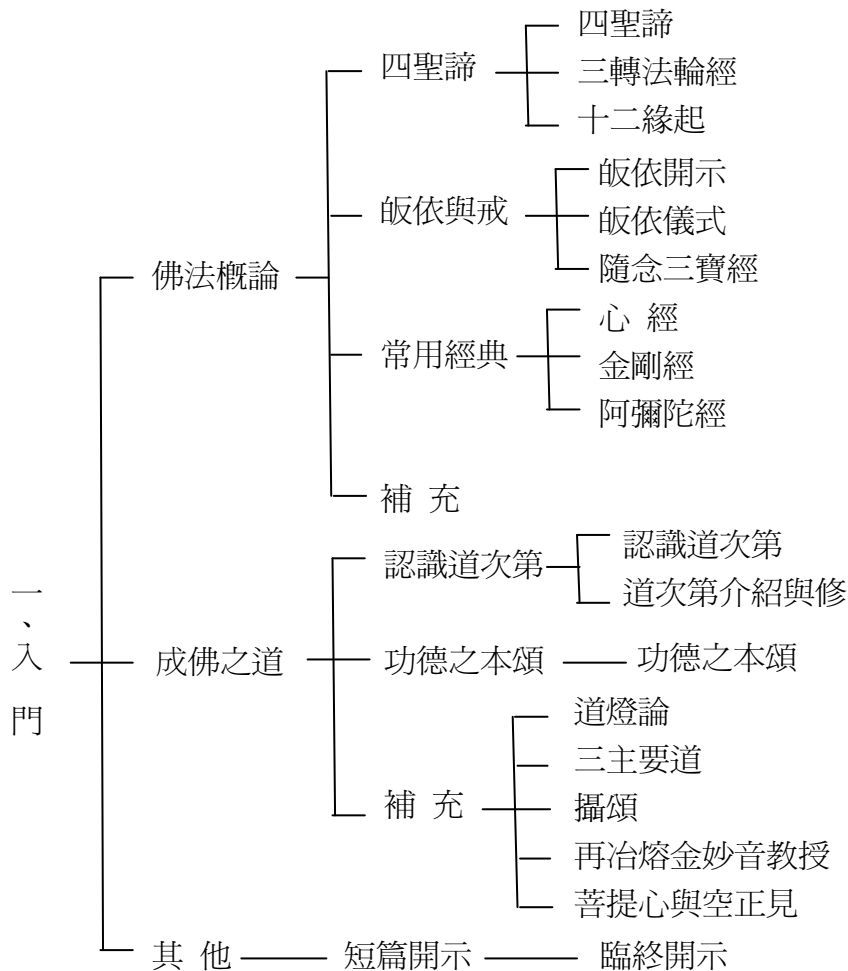 四聖諦
四聖諦
三轉法輪經
十二緣起
皈依開示
皈依與戒
皈依儀式
隨念三寶經
佛法概論
心 經
常用經典
金剛經
阿彌陀經
補 充
認識道次第
認識道次第
道次第介紹與修
一、入 門
成佛之道
功德之本頌
功德之本頌
道燈論
三主要道
補 充
攝頌
再冶熔金妙音教授
菩提心與空正見
其 他
短篇開示
臨終開示